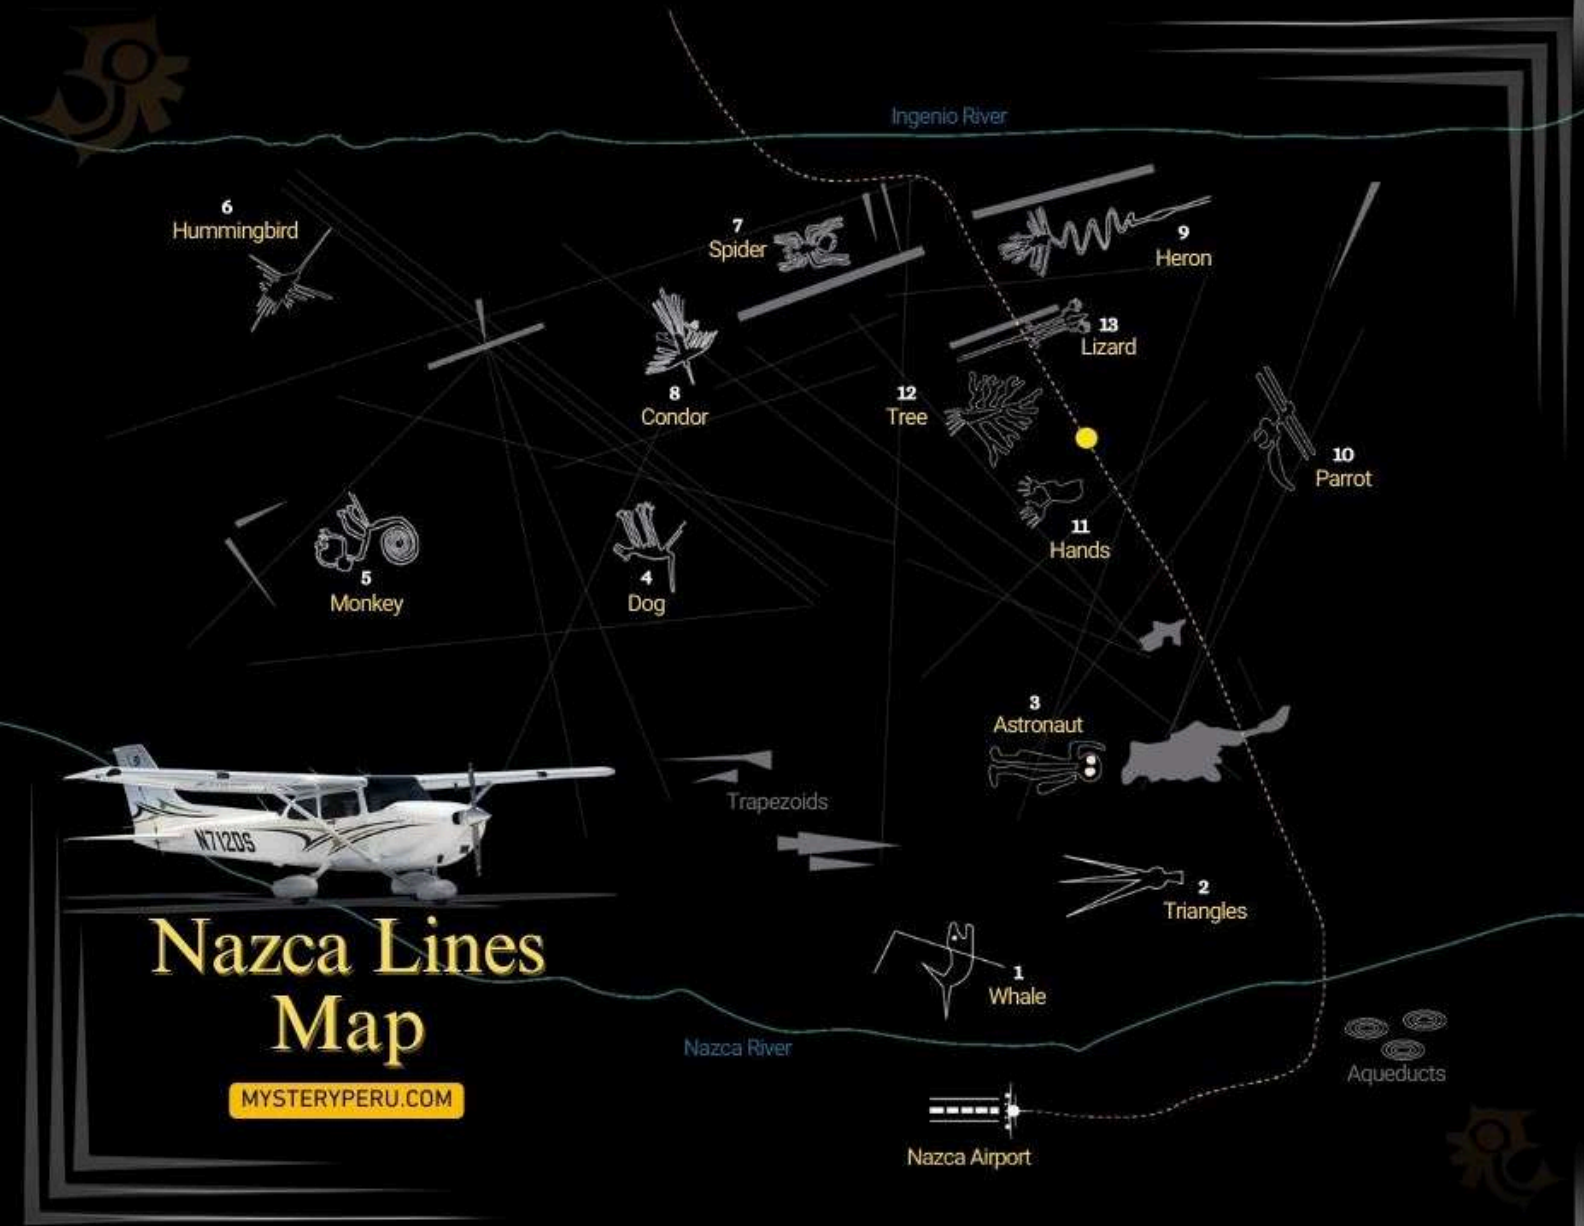 Ingenio River
6
Hummingbird
7
Spider
9
Heron
13
Lizard
8
Condor
12
Tree
10
Parrot
11
Hands
5
Monkey
4
Dog
3
Astronaut
Trapezoids
N712DS
2
Triangles
Nazca Lines
Map
1
Whale
Nazca River
Aqueducts
MYSTERYPERU.COM
Nazca Airport